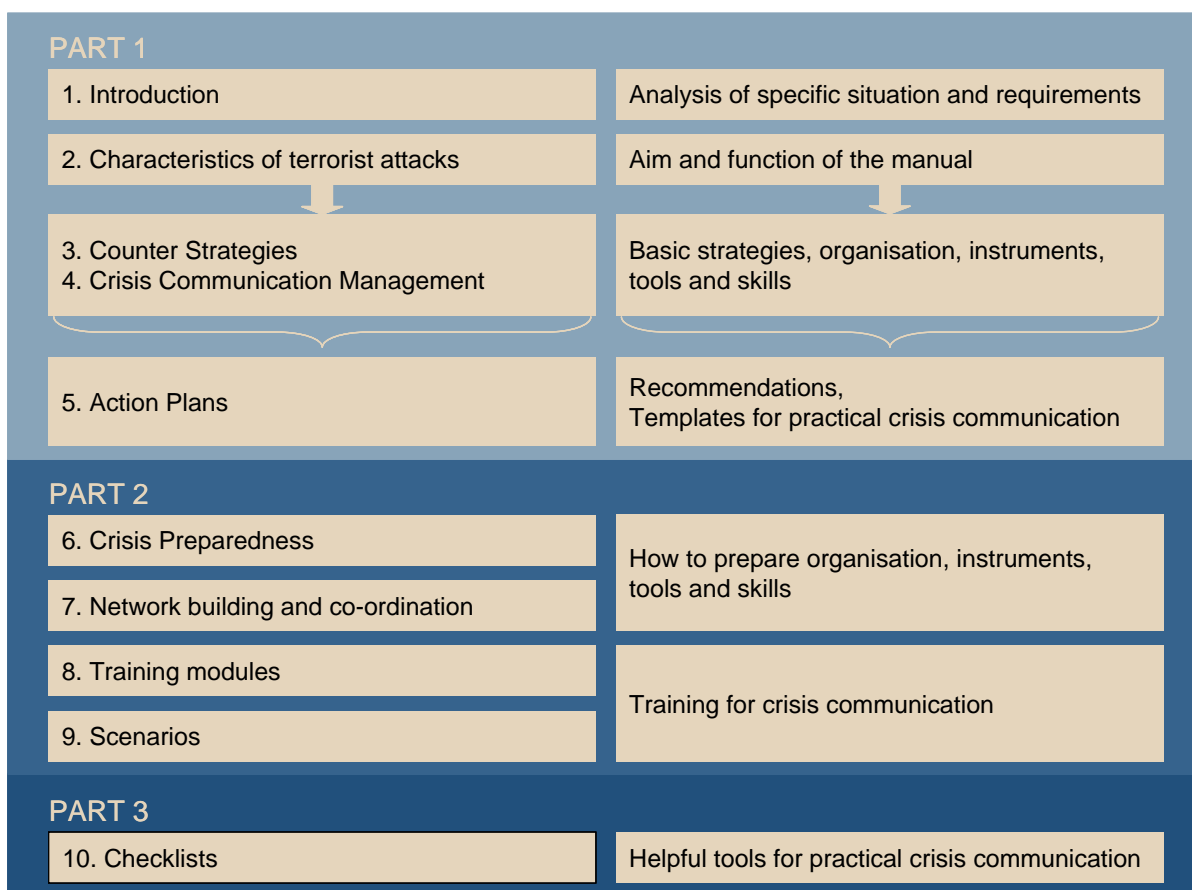 PART 1
1. Introduction
Analysis of specific situation and requirements
2. Characteristics of terrorist attacks
Aim and function of the manual
3. Counter Strategies
4. Crisis Communication Management
Basic strategies, organisation, instruments,
tools and skills
5. Action Plans
Recommendations,
Templates for practical crisis communication
PART 2
6. Crisis Preparedness
7. Network building and co-ordination
How to prepare organisation, instruments,
tools and skills
8. Training modules
9. Scenarios
Training for crisis communication
PART 3
10. Checklists
Helpful tools for practical crisis communication